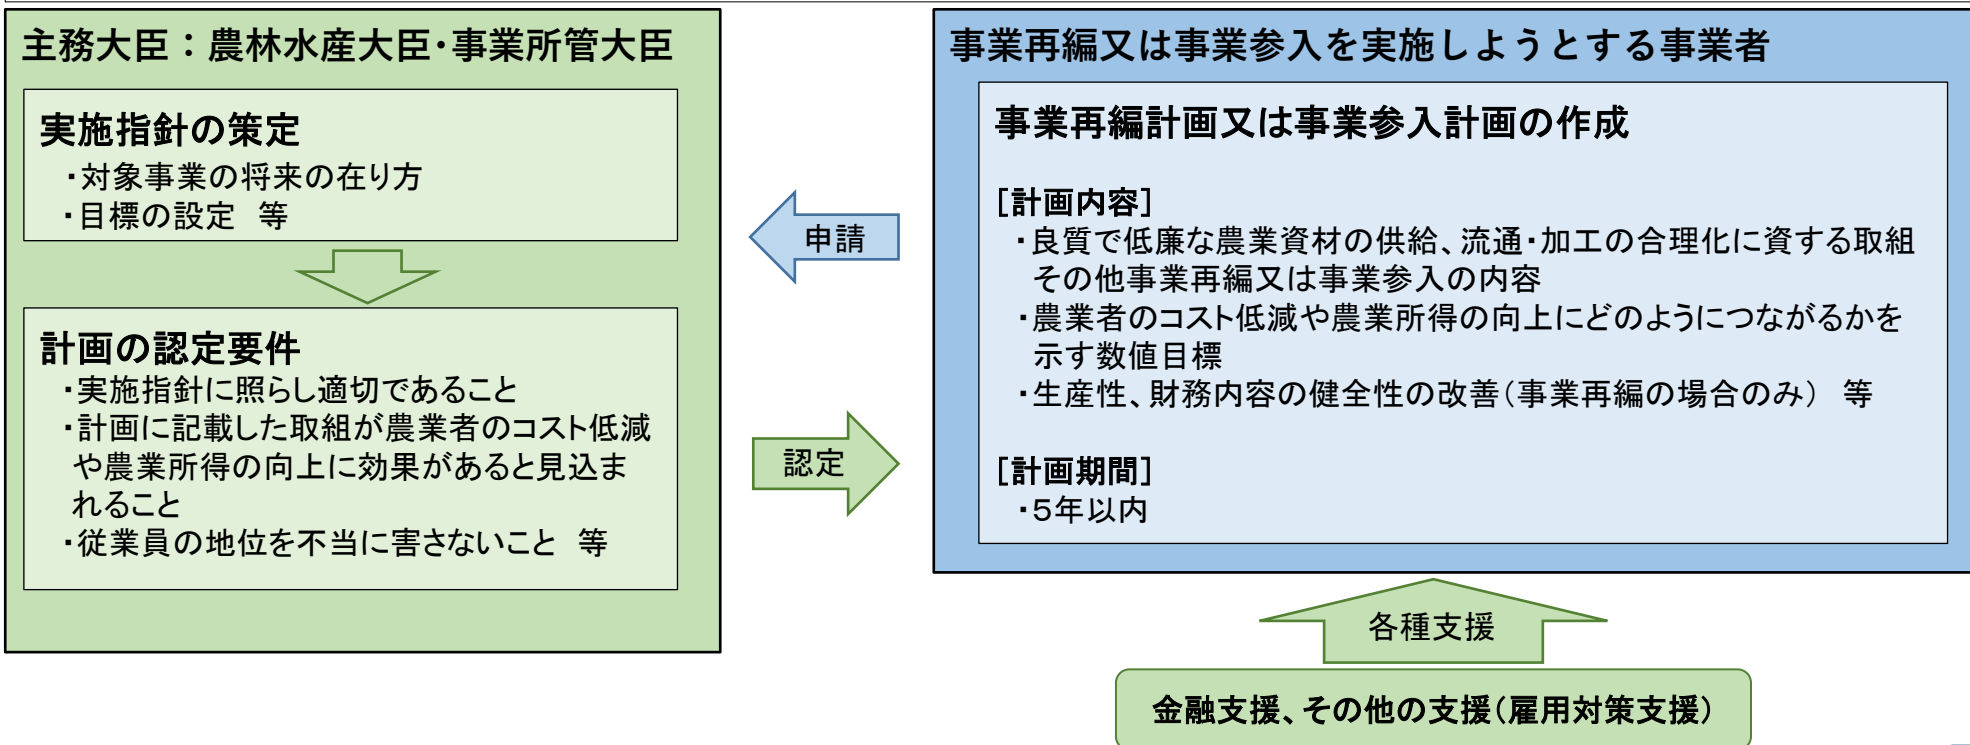 主務大臣：農林水産大臣・事業所管大臣
実施指針の策定
・対象事業の将来の在り方
・目標の設定　等
計画の認定要件
・実施指針に照らし適切であること
・計画に記載した取組が農業者のコスト低減
や農業所得の向上に効果があると見込ま
れること
・従業員の地位を不当に害さないこと　等
申請
認定
事業再編又は事業参入を実施しようとする事業者
事業再編計画又は事業参入計画の作成
［計画内容］
・良質で低廉な農業資材の供給、流通・加工の合理化に資する取組
その他事業再編又は事業参入の内容
・農業者のコスト低減や農業所得の向上にどのようにつながるかを
示す数値目標
・生産性、財務内容の健全性の改善（事業再編の場合のみ）　等
［計画期間］
・５年以内
各種支援
金融支援、その他の支援（雇用対策支援）